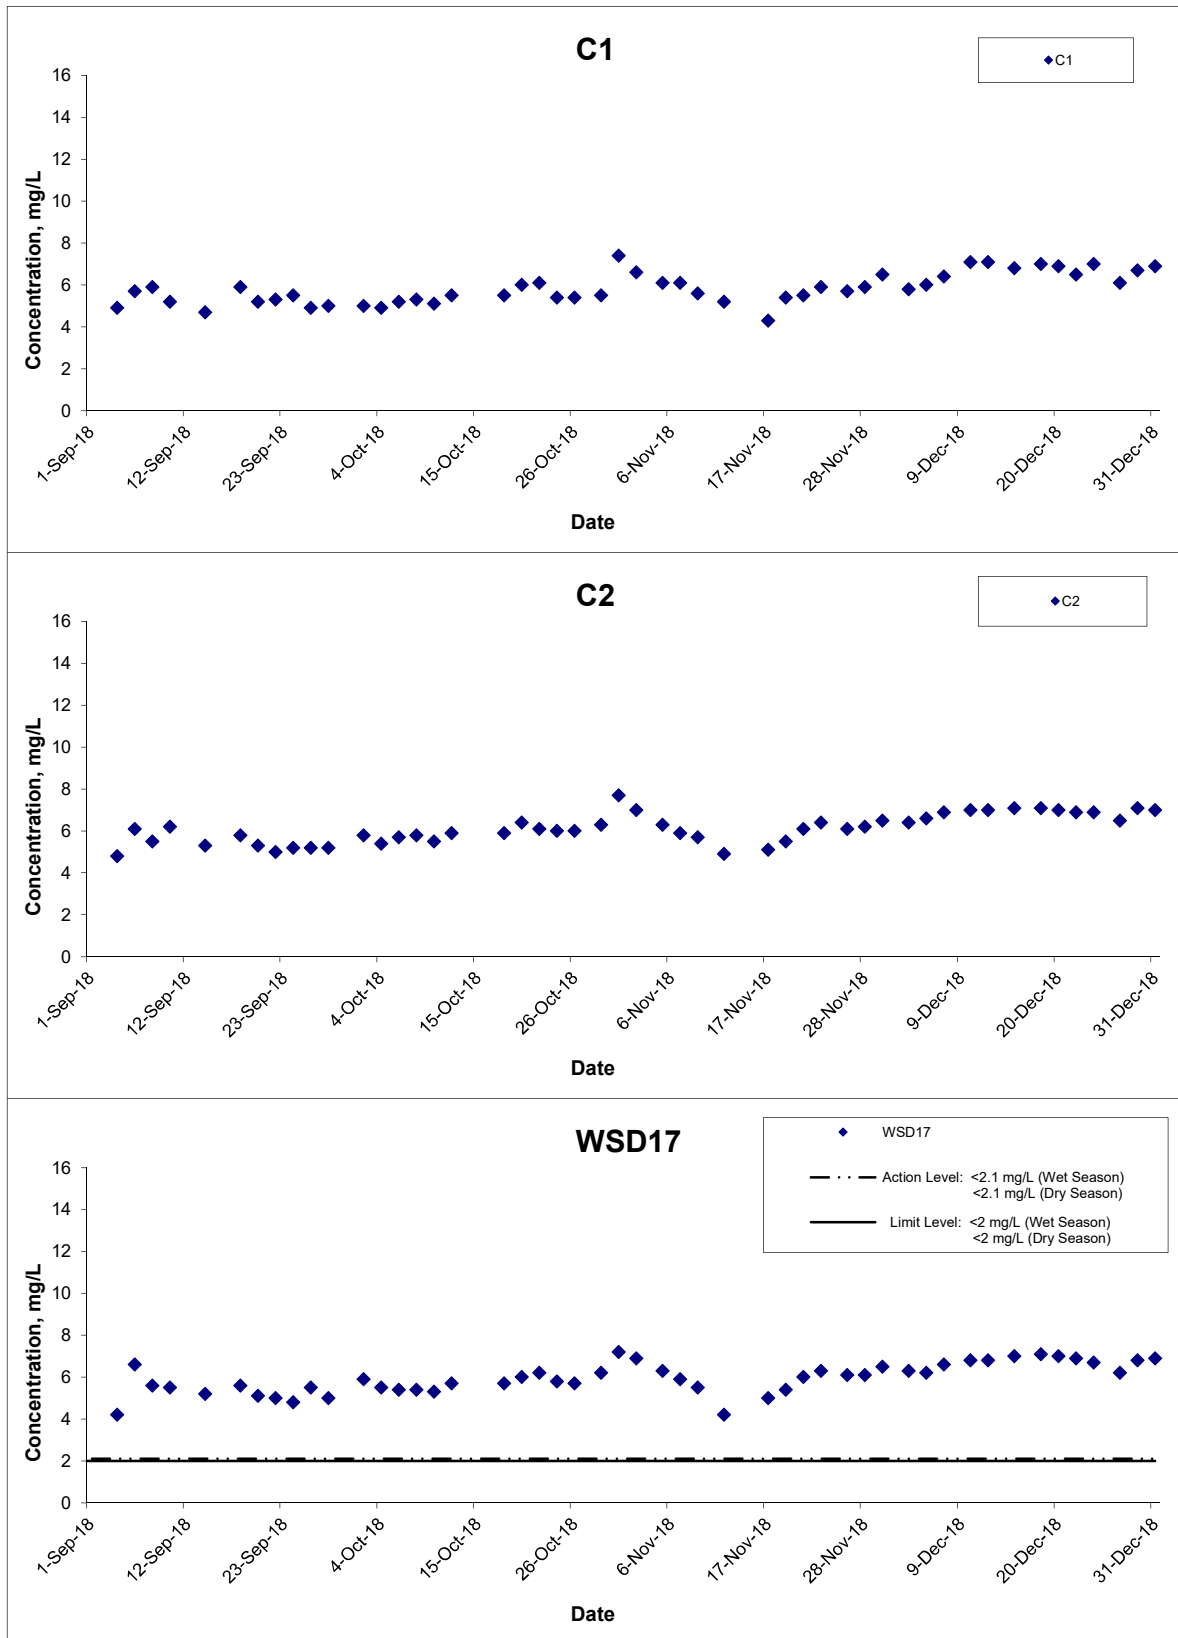 C1
C1
16
14
12
10
8
6
4
2
0
Concentration, mg/L
1-Sep-18
12-Sep-18
23-Sep-18
4-Oct-18
15-Oct-18
26-Oct-18
6-Nov-18
17-Nov-18
28-Nov-18
9-Dec-18
20-Dec-18
31-Dec-18
Date
C2
C2
16
14
12
10
8
6
4
2
0
Concentration, mg/L
1-Sep-18
12-Sep-18
23-Sep-18
4-Oct-18
15-Oct-18
26-Oct-18
6-Nov-18
17-Nov-18
28-Nov-18
9-Dec-18
20-Dec-18
31-Dec-18
Date
WSD17
WSD17
Action Level: <2.1 mg/L (Wet Season)
<2.1 mg/L (Dry Season)
Limit Level: <2 mg/L (Wet Season)
<2 mg/L (Dry Season)
16
14
12
10
8
6
4
2
0
Concentration, mg/L
1-Sep-18
12-Sep-18
23-Sep-18
4-Oct-18
15-Oct-18
26-Oct-18
6-Nov-18
17-Nov-18
28-Nov-18
9-Dec-18
20-Dec-18
31-Dec-18
Date